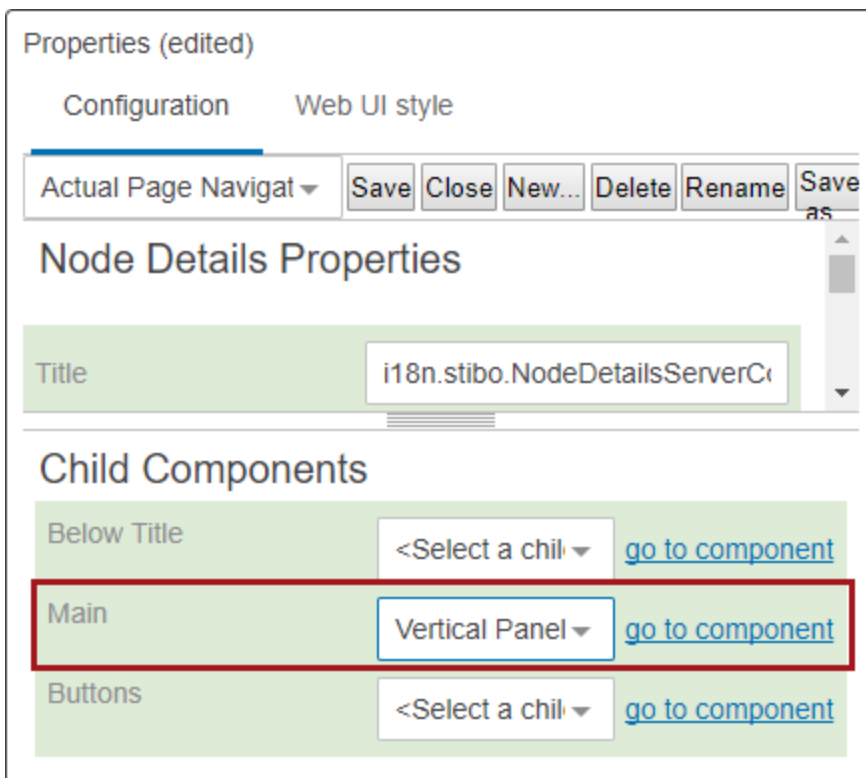 Properties (edited)
Configuration Web UI style
Actual Page Navigat Save Close New... Delete Rename Save as
Node Details Properties
Title i18n.stibo.NodeDetailsServerCo
Child Components
Below Title <Select a chil go to component
Main Vertical Panel go to component
Buttons <Select a chil go to component